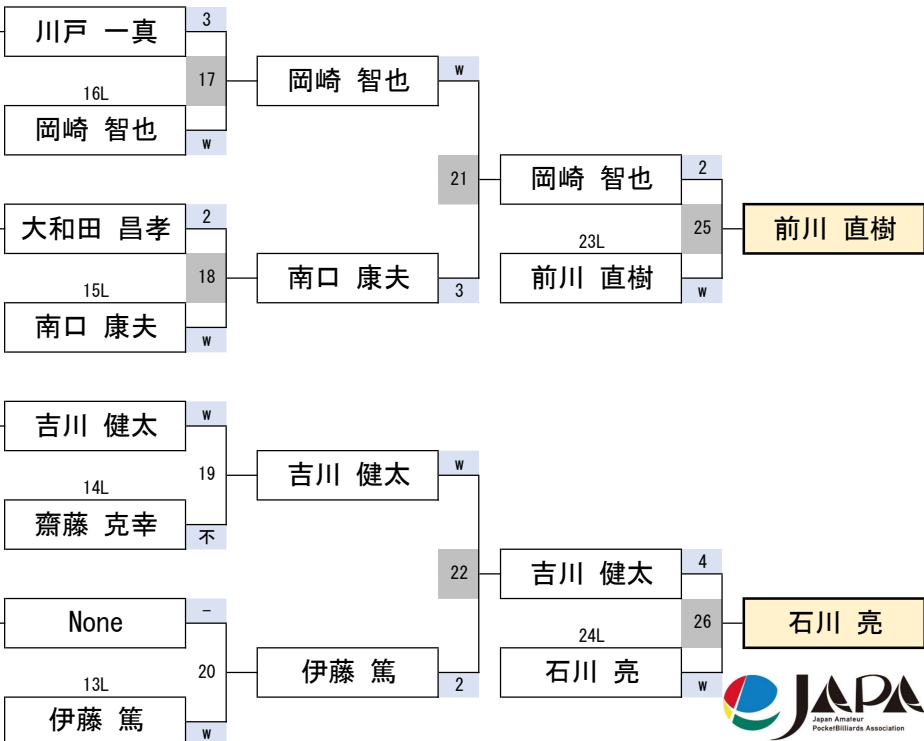 川戸 一真 3
17
16L
岡崎 智也 W
岡崎 智也 W
大和田 昌孝 2
18
15L
南口 康夫 W
南口 康夫 3
21
岡崎 智也 2
25
23L
前川 直樹 W
前川 直樹
吉川 健太 W
19
14L
齋藤 克幸 不
吉川 健太 W
None -
20
13L
伊藤 篤 W
伊藤 篤 2
22
吉川 健太 4
26
24L
石川 亮 W
石川 亮
JAPA
Japan Amateur
PocketBilliards Association